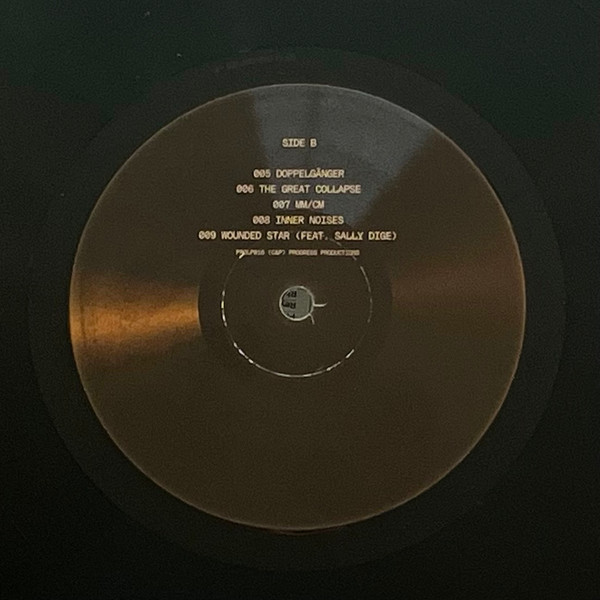 SIDE B
005 DOPPELGÄNGER
006 THE GREAT COLLAPSE
007 MM/CM
008 INNER NOISES
009 WOUNDED STAR (FEAT. SALLY DIGE)
(C&P) PROGRESS PRODUCTIONS